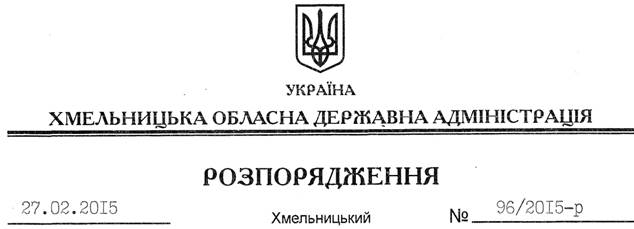 УКРАЇНА
ХМЕЛЬНИЦЬКА ОБЛАСНА ДЕРЖАВНА АДМІНІСТРАЦІЯ
РОЗПОРЯДЖЕННЯ
27.02.2015 Хмельницький № 96/2015-р